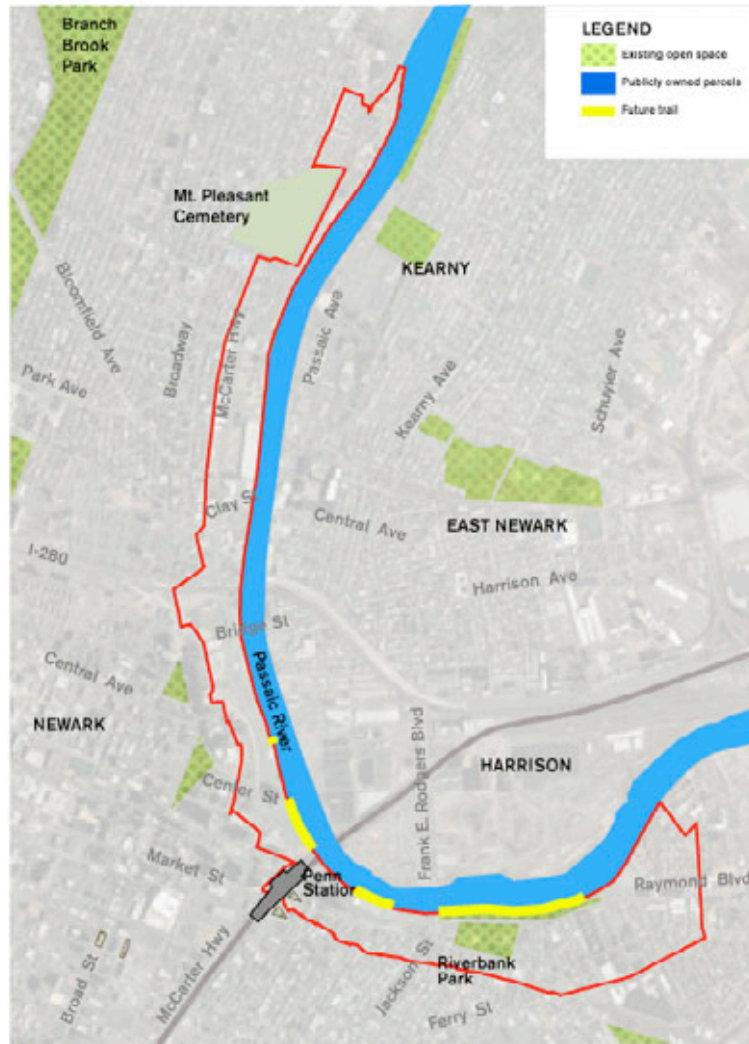 Branch
Brook
Park
LEGEND
Existing open space
Publicly owned parcels
Future trail
Mt. Pleasant
Cemetery
KEARNY
Bloomfield Ave
Broadway
McCarter Hwy
Passaic Ave
Park Ave
Kearny Ave
Schuyler Ave
Clay St
Central Ave
EAST NEWARK
I-280
Harrison Ave
Bridge St
Central Ave
Passaic River
NEWARK
Frank E. Rodgers Blvd
HARRISON
Center St
Market St
Penn
Station
Raymond Blvd
Broad St
McCarter Hwy
Jackson St
Riverbank
Park
Ferry St